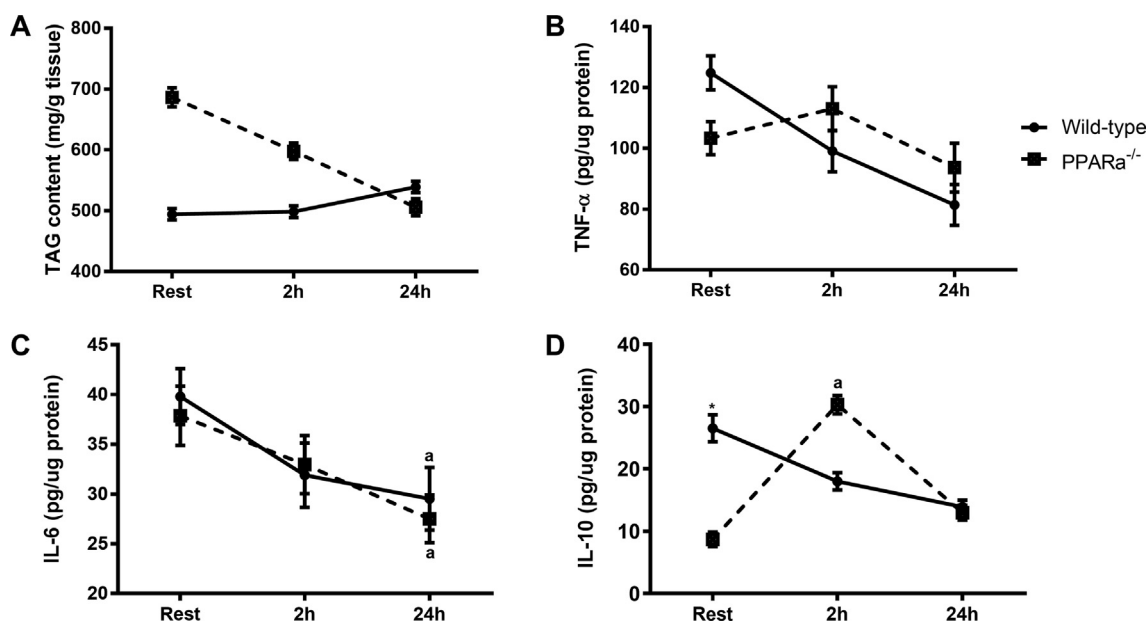 A
TAG content (mg/g tissue)
800
700
600
500
400
Rest 2h 24h
B
TNF-α (pg/ug protein)
140
120
100
80
60
Rest 2h 24h
Wild-type
PPARa-/-
C
IL-6 (pg/ug protein)
45
40
35
30
25
20
a
a
Rest 2h 24h
D
IL-10 (pg/ug protein)
40
30
20
10
0
*
a
Rest 2h 24h